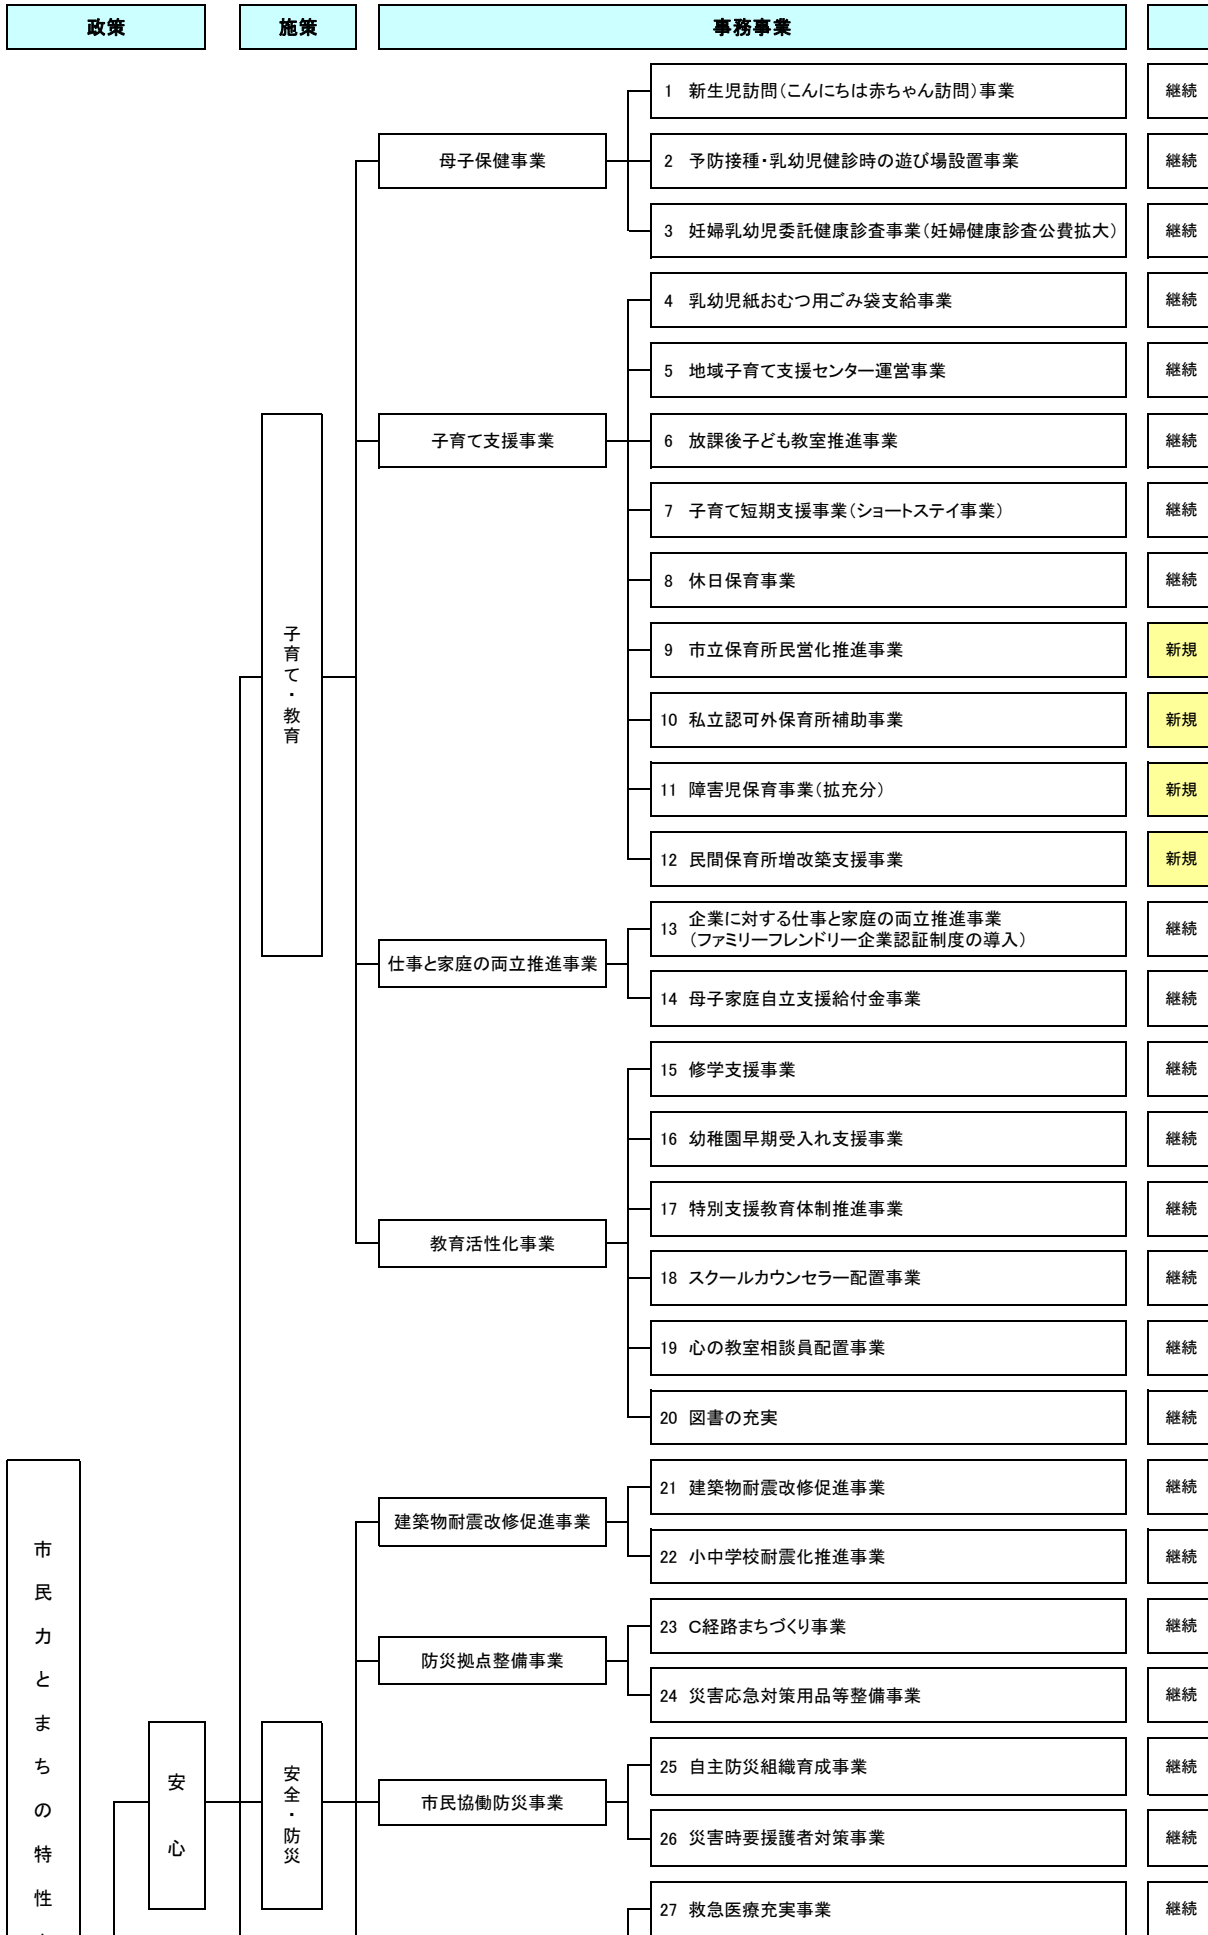 政策
施策
事務事業
母子保健事業
1 新生児訪問(こんにちは赤ちゃん訪問)事業
継続
2 予防接種・乳幼児健診時の遊び場設置事業
継続
3 妊婦乳幼児委託健康診査事業(妊婦健康診査公費拡大)
継続
子育て・教育
子育て支援事業
4 乳幼児紙おむつ用ごみ袋支給事業
継続
5 地域子育て支援センター運営事業
継続
6 放課後子ども教室推進事業
継続
7 子育て短期支援事業(ショートステイ事業)
継続
8 休日保育事業
継続
9 市立保育所民営化推進事業
新規
10 私立認可外保育所補助事業
新規
11 障害児保育事業(拡充分)
新規
12 民間保育所増改築支援事業
新規
仕事と家庭の両立推進事業
13 企業に対する仕事と家庭の両立推進事業
(ファミリーフレンドリー企業認証制度の導入)
継続
14 母子家庭自立支援給付金事業
継続
教育活性化事業
15 修学支援事業
継続
16 幼稚園早期受入れ支援事業
継続
17 特別支援教育体制推進事業
継続
18 スクールカウンセラー配置事業
継続
19 心の教室相談員配置事業
継続
20 図書の充実
継続
市民力とまちの特性
安心
安全・防災
建築物耐震改修促進事業
21 建築物耐震改修促進事業
継続
22 小中学校耐震化推進事業
継続
防災拠点整備事業
23 C経路まちづくり事業
継続
24 災害応急対策用品等整備事業
継続
市民協働防災事業
25 自主防災組織育成事業
継続
26 災害時要援護者対策事業
継続
27 救急医療充実事業
継続